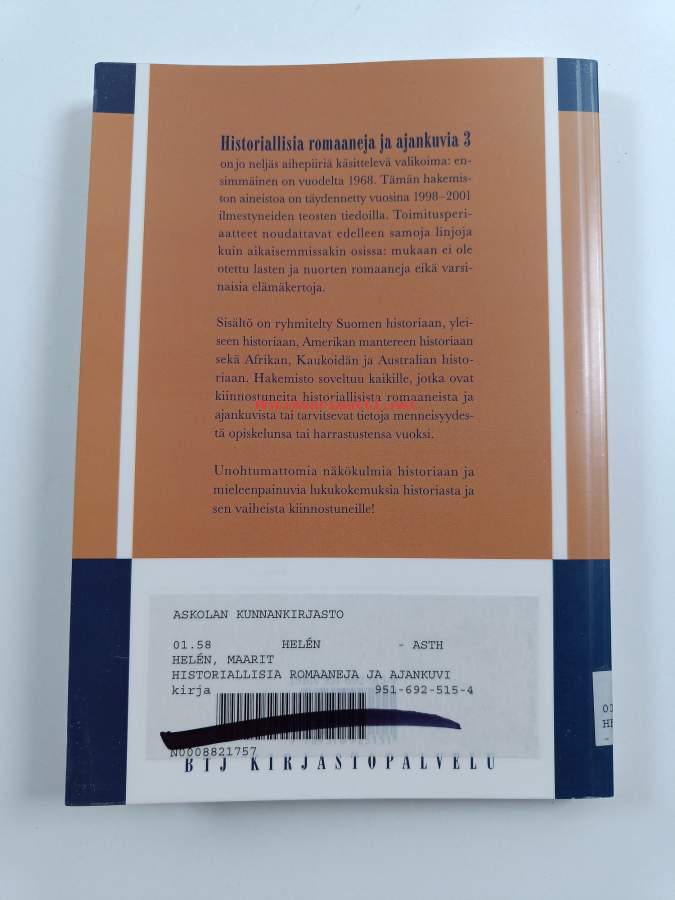 Historiallisia romaaneja ja ajankuvia 3
on jo neljäs aihepiiriä käsittelevä valikoima: en-
simmäinen on vuodelta 1968. Tämän hakemis-
ton aineistoa on täydennetty vuosina 1998–2001
ilmestyneiden teosten tiedoilla. Toimitusperi-
aatteet noudattavat edelleen samoja linjoja
kuin aikaisemmissakin osissa: mukaan ei ole
otettu lasten ja nuorten romaaneja eikä varsi-
naisia elämäkertoja.
Sisältö on ryhmitelty Suomen historiaan, ylei-
seen historiaan, Amerikan mantereen historiaan
sekä Afrikan, Kaukoidän ja Australian histo-
riaan. Hakemisto soveltuu kaikille, jotka ovat
kiinnostuneita historiallisista romaaneista ja
ajankuvista tai tarvitsevat tietoja menneisyydes-
tä opiskelunsa tai harrastustensa vuoksi.
Unohtumattomia näkökulmia historiaan ja
mieleenpainuvia lukukokemuksia historiasta ja
sen vaiheista kiinnostuneille!
ASKOLAN KUNNANKIRJASTO
01.58 HELÉN - ASTH
HELÉN, MAARIT
HISTORIALLISIA ROMAANEJA JA AJANKUVI
kirja 951-692-515-4
N0008821757
BTJ KIRJASTOPALVELU
01
HE